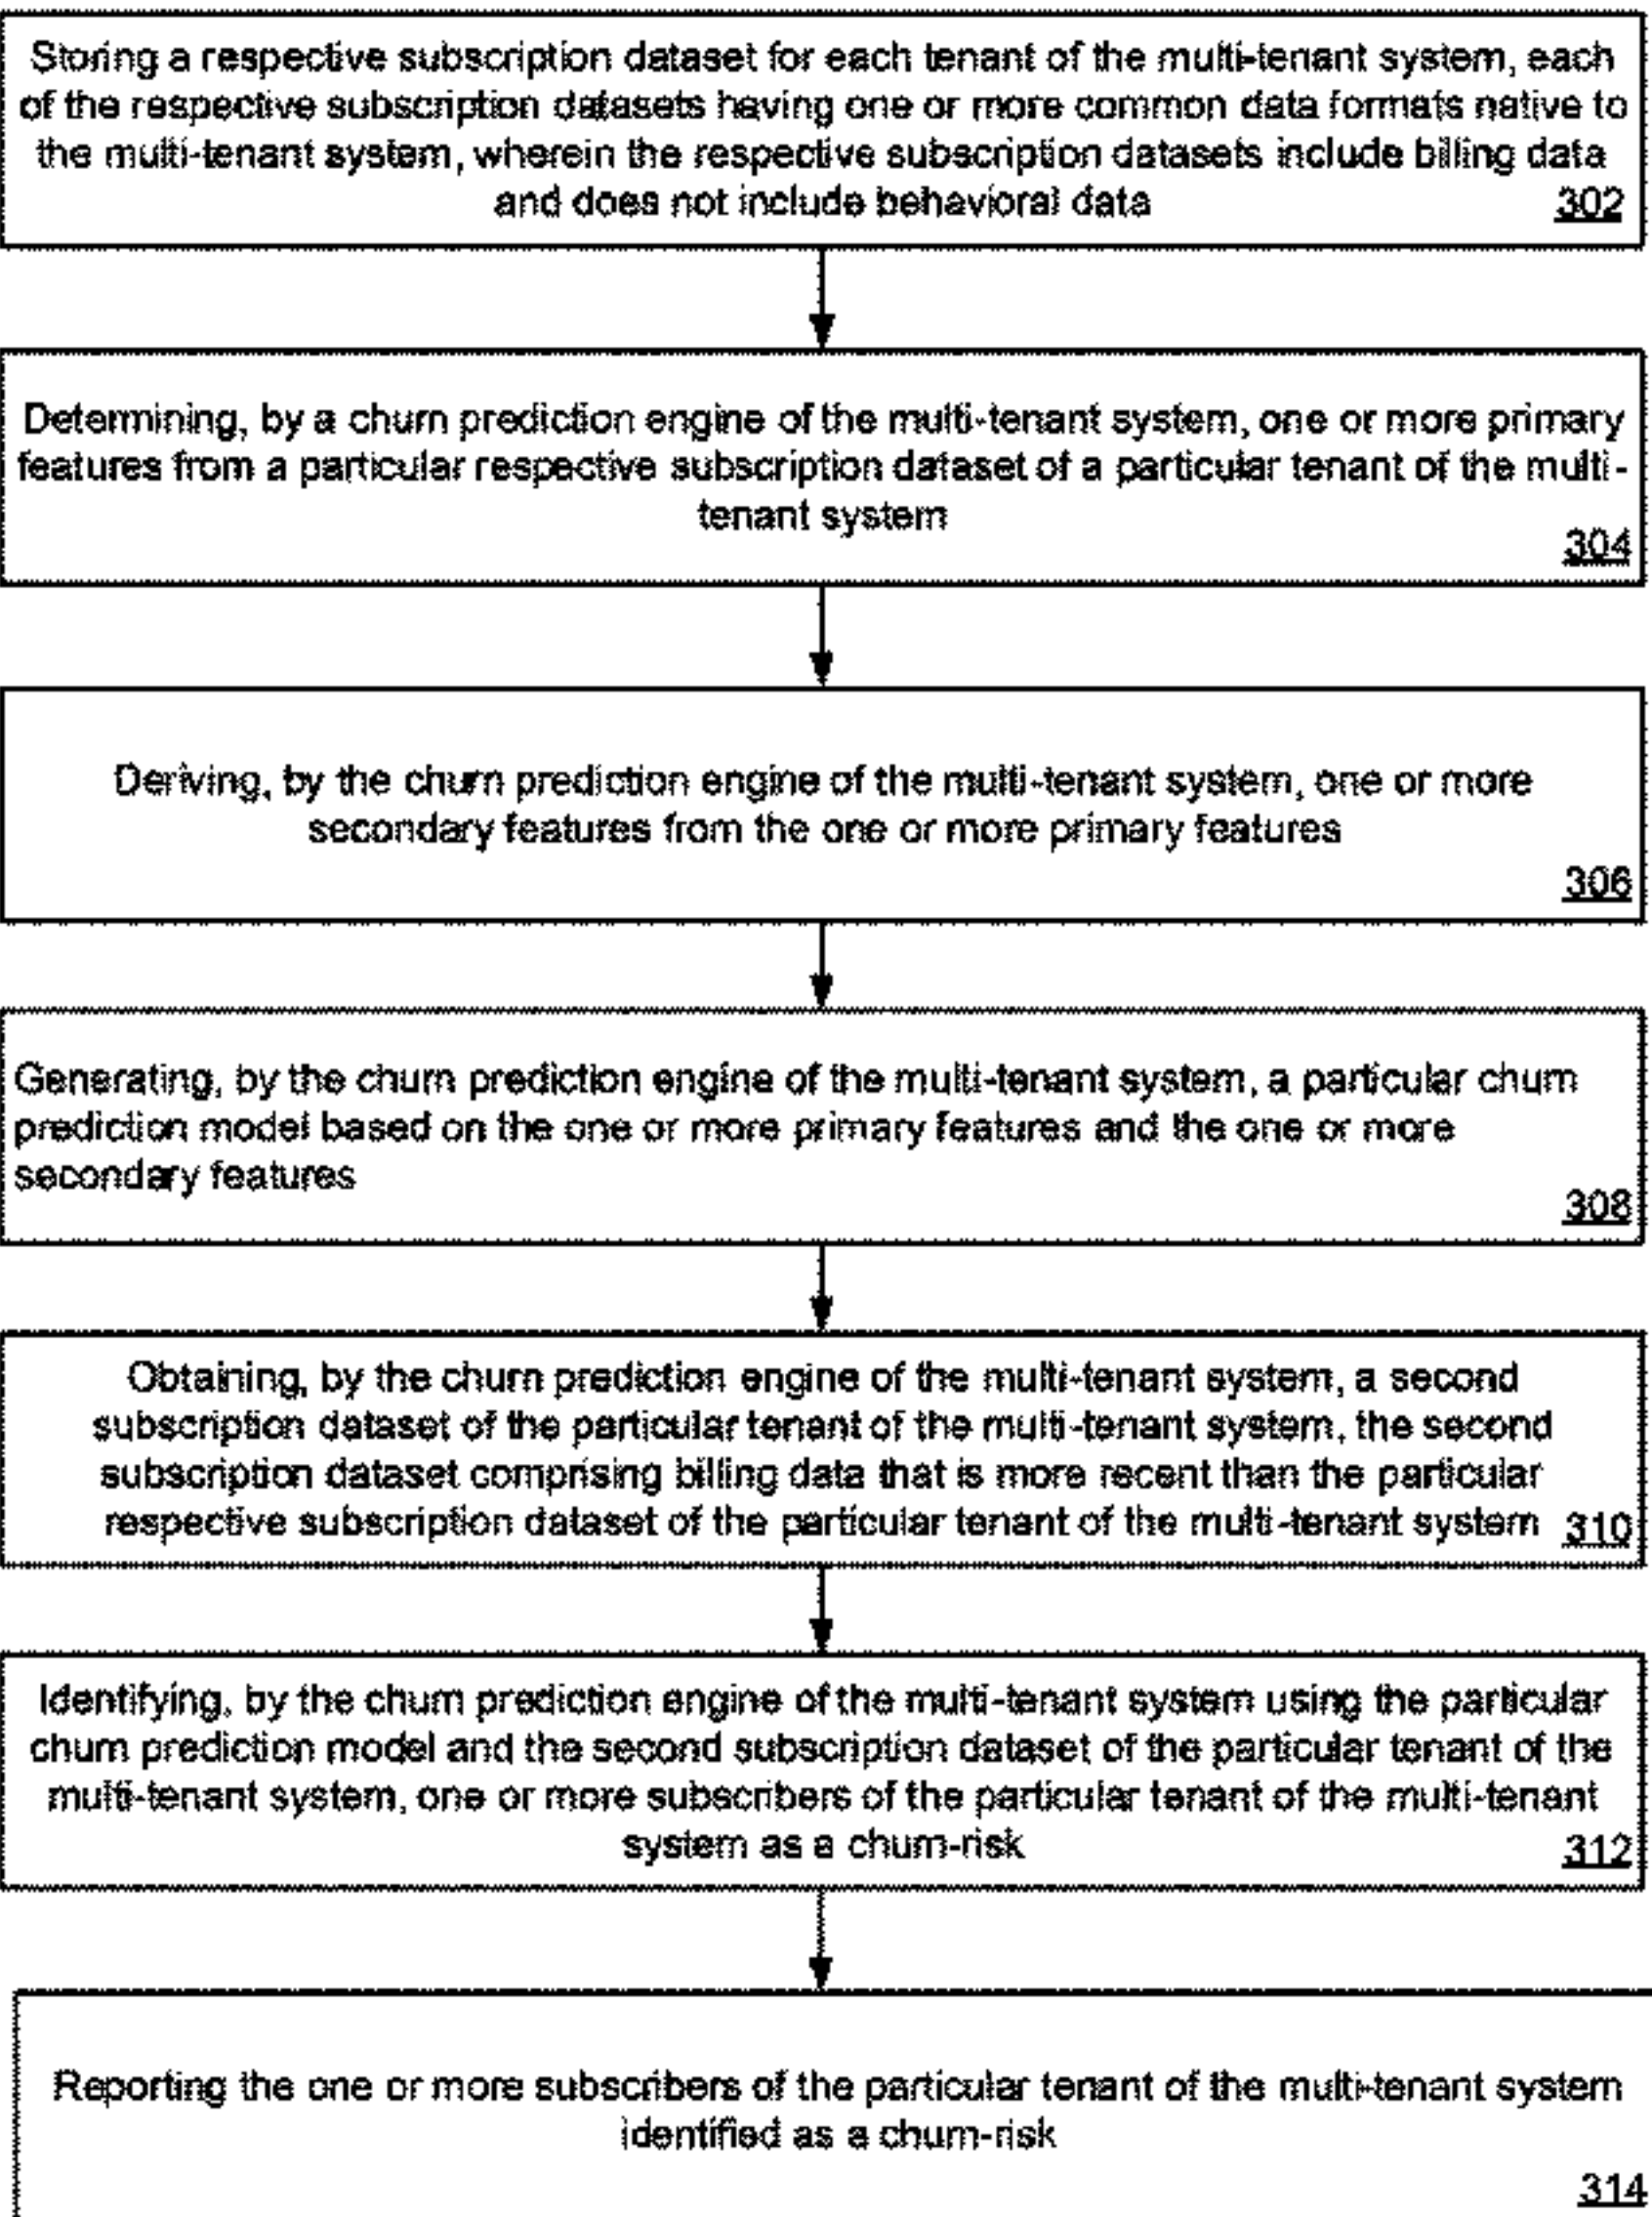 Storing a respective subscription dataset for each tenant of the multi-tenant system, each
of the respective subscription datasets having one or more common data formats native to
the multi-tenant system, wherein the respective subscription datasets include billing data
and does not include behavioral data
302
Determining, by a churn prediction engine of the multi-tenant system, one or more primary
features from a particular respective subscription dataset of a particular tenant of the multi-
tenant system
304
Deriving, by the churn prediction engine of the multi-tenant system, one or more
secondary features from the one or more primary features
306
Generating, by the churn prediction engine of the multi-tenant system, a particular churn
prediction model based on the one or more primary features and the one or more
secondary features
308
Obtaining, by the churn prediction engine of the multi-tenant system, a second
subscription dataset of the particular tenant of the multi-tenant system, the second
subscription dataset comprising billing data that is more recent than the particular
respective subscription dataset of the particular tenant of the multi-tenant system 310
Identifying, by the churn prediction engine of the multi-tenant system using the particular
churn prediction model and the second subscription dataset of the particular tenant of the
multi-tenant system, one or more subscribers of the particular tenant of the multi-tenant
system as a churn-risk
312
Reporting the one or more subscribers of the particular tenant of the multi-tenant system
identified as a churn-risk
314